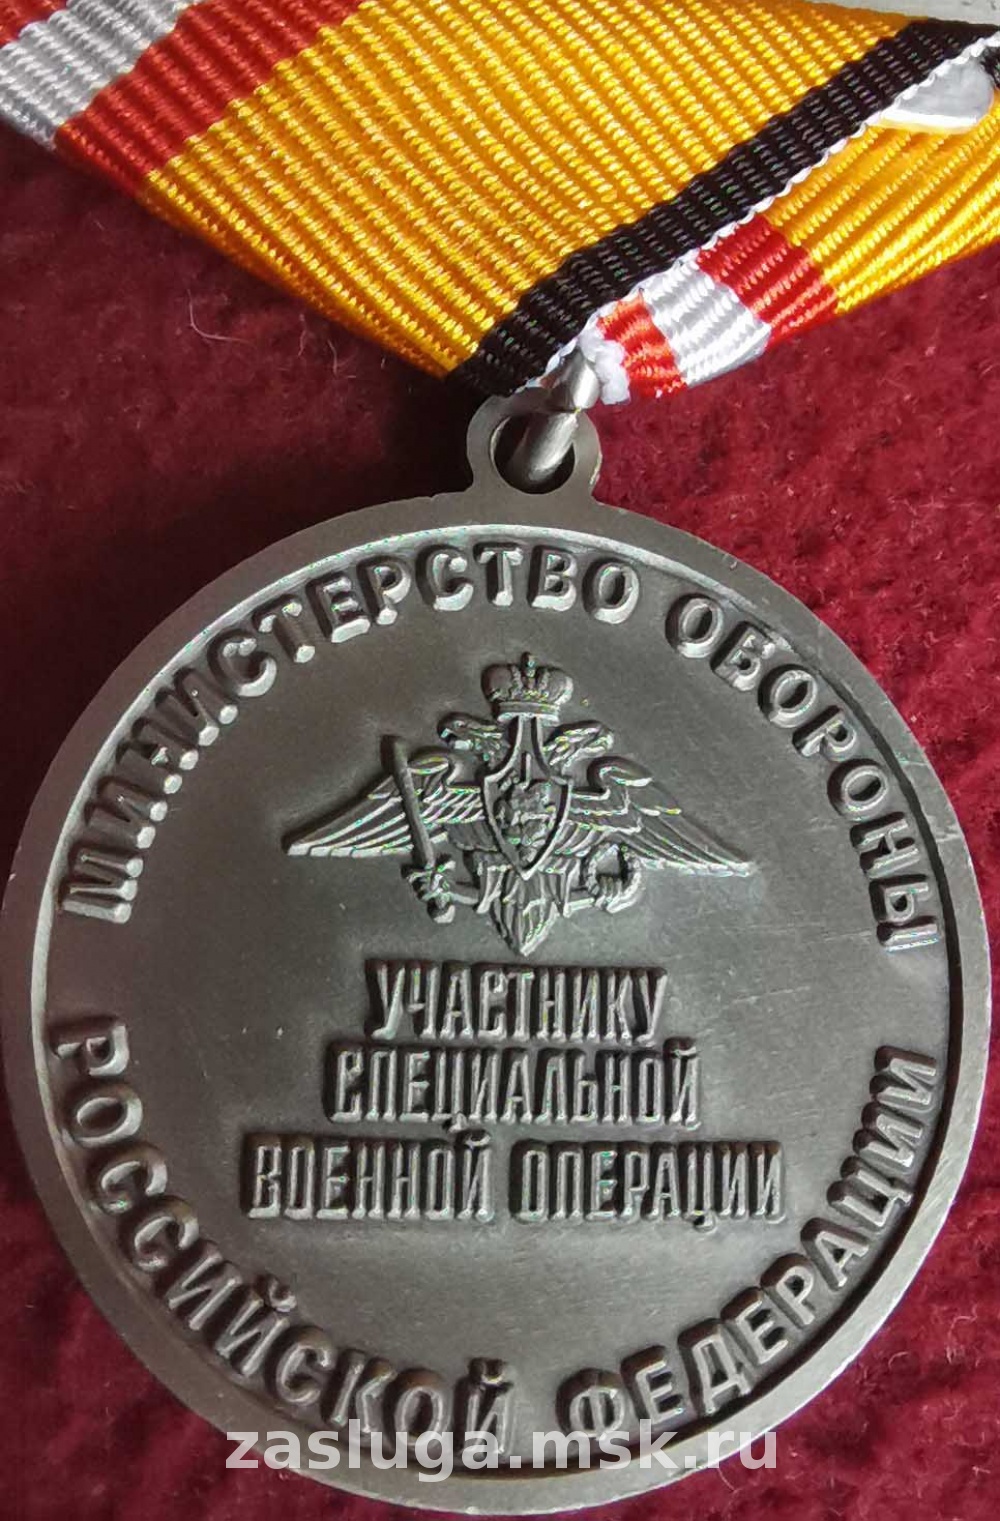 МИНИСТЕРСТВО ОБОРОНЫ
УЧАСТНИКУ
СПЕЦИАЛЬНОЙ
ВОЕННОЙ ОПЕРАЦИИ
РОССИЙСКОЙ ФЕДЕРАЦИИ
zasluga.msk.ru